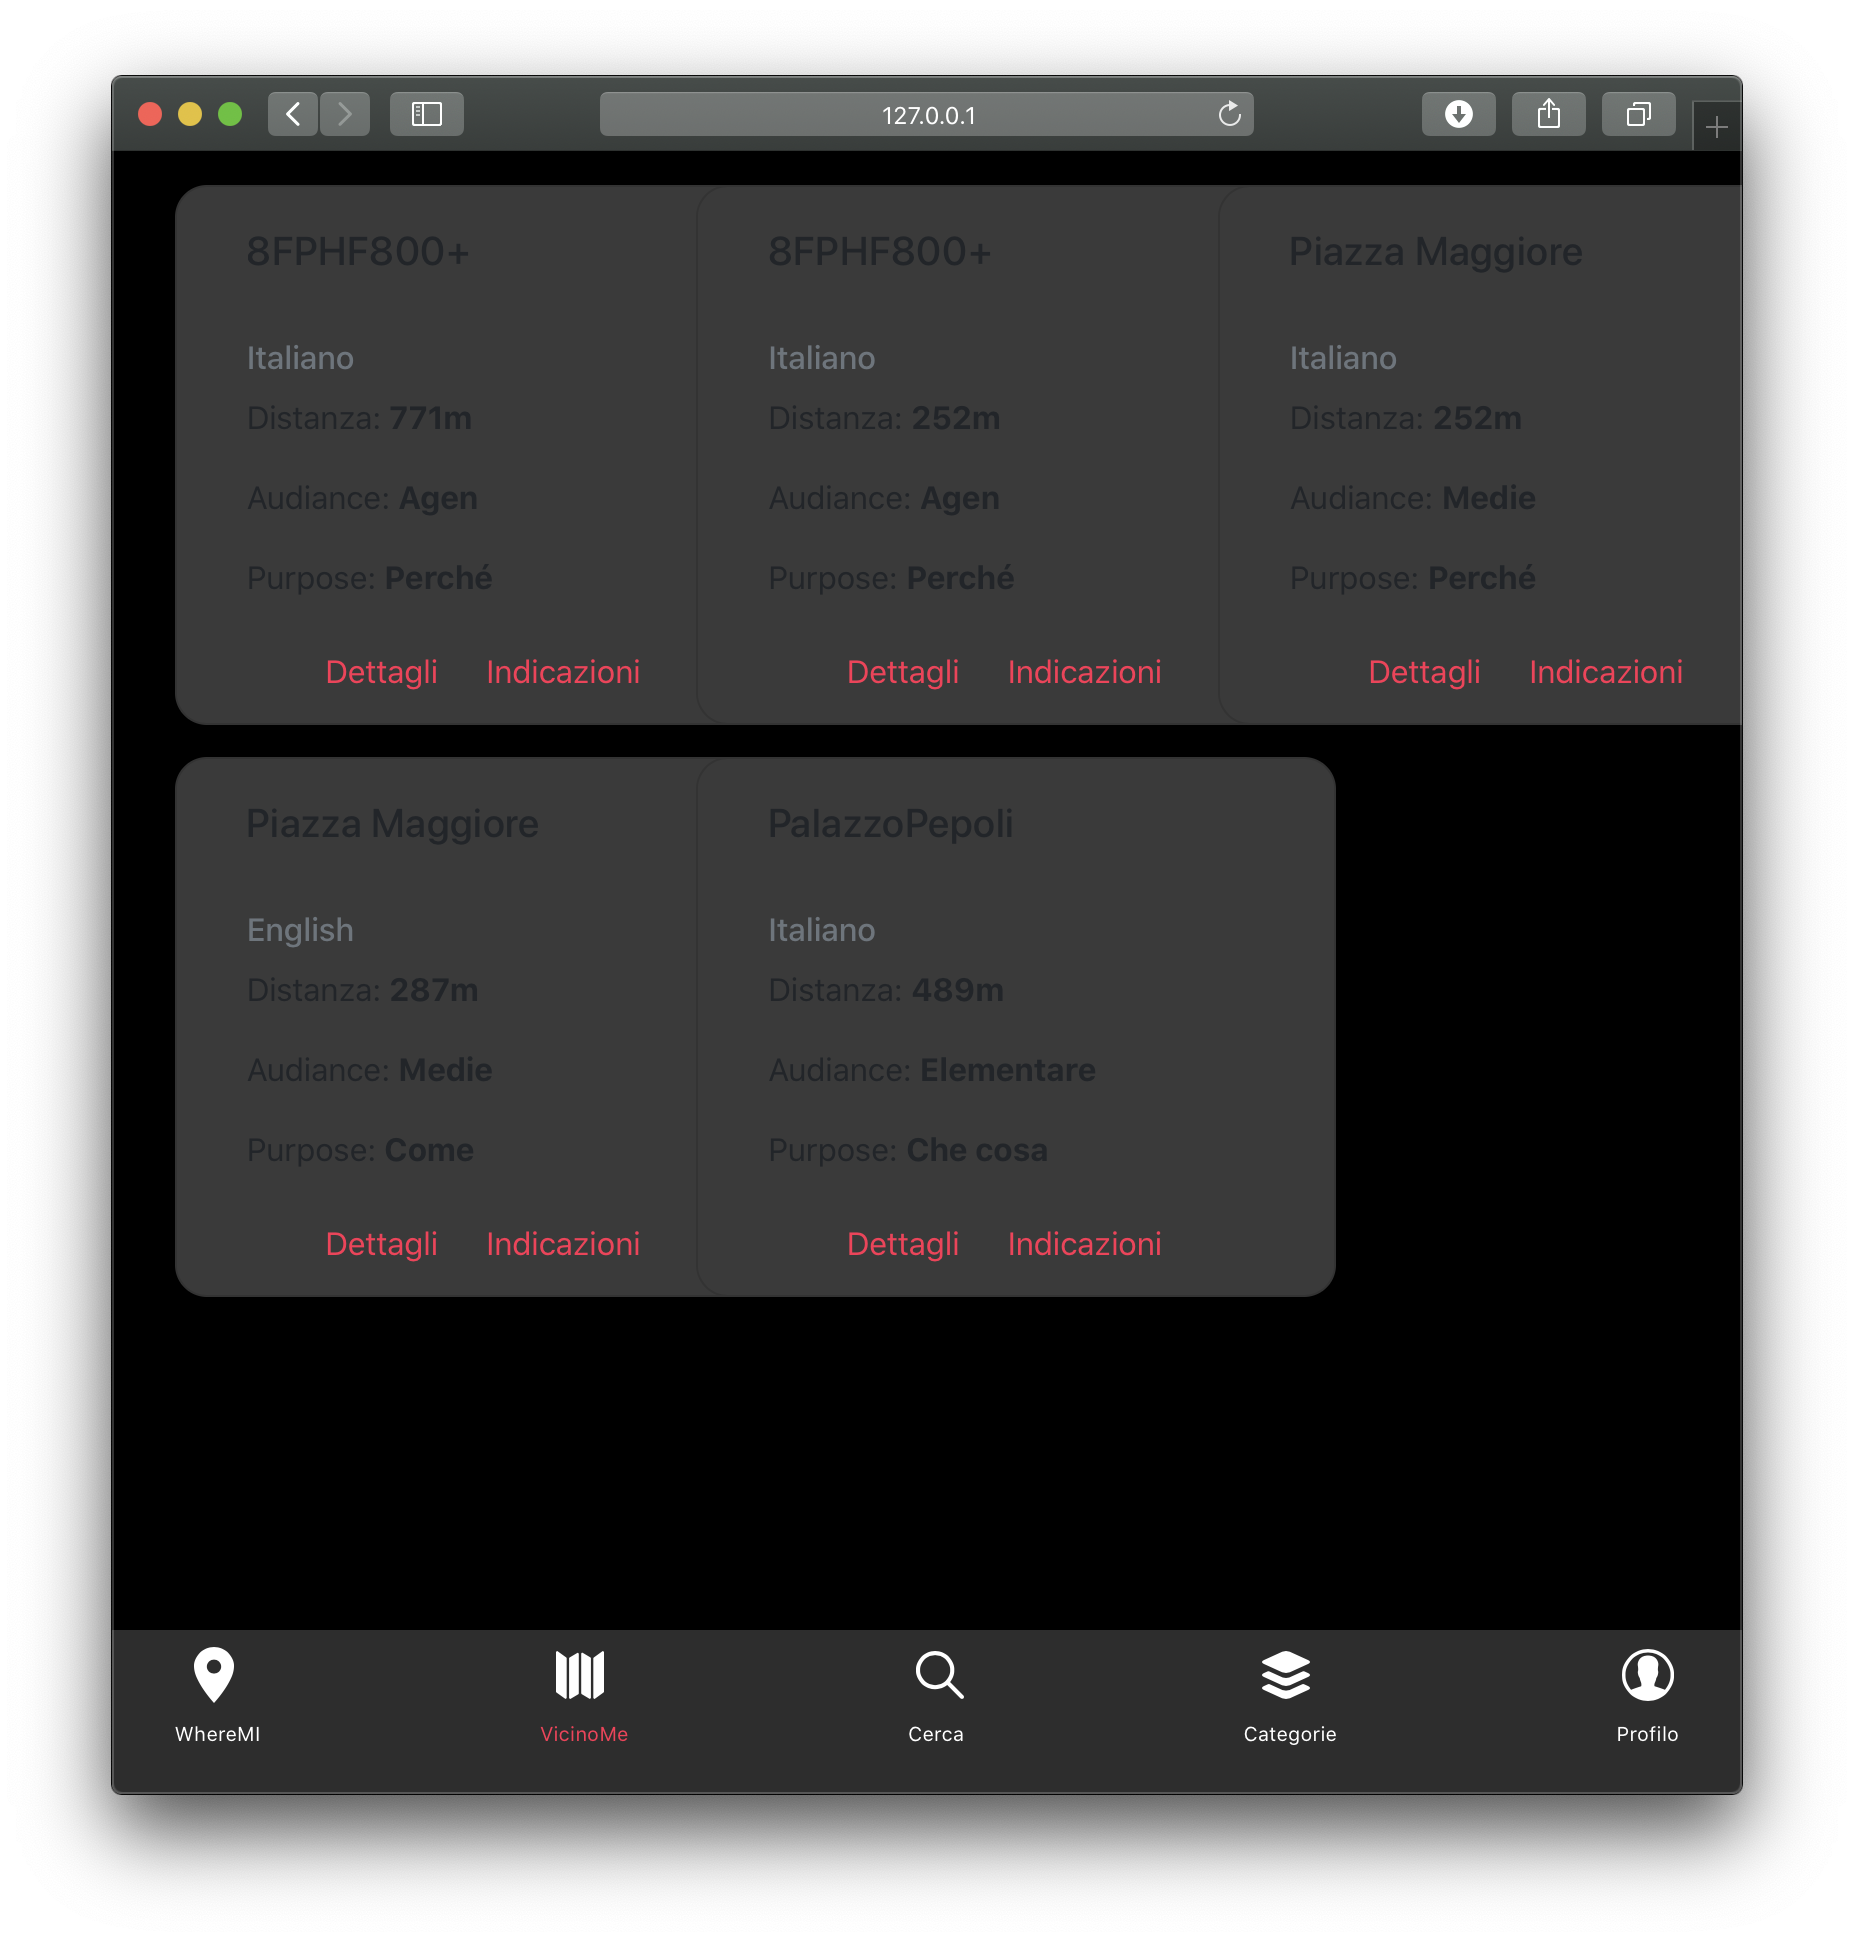 127.0.0.1
8FPHF800+
Italiano
Distanza: 771m
Audiance: Agen
Purpose: Perché
Dettagli Indicazioni
8FPHF800+
Italiano
Distanza: 252m
Audiance: Agen
Purpose: Perché
Dettagli Indicazioni
Piazza Maggiore
Italiano
Distanza: 252m
Audiance: Medie
Purpose: Perché
Dettagli Indicazioni
Piazza Maggiore
English
Distanza: 287m
Audiance: Medie
Purpose: Come
Dettagli Indicazioni
PalazzoPepoli
Italiano
Distanza: 489m
Audiance: Elementare
Purpose: Che cosa
Dettagli Indicazioni
WhereMI VicinoMe Cerca Categorie Profilo